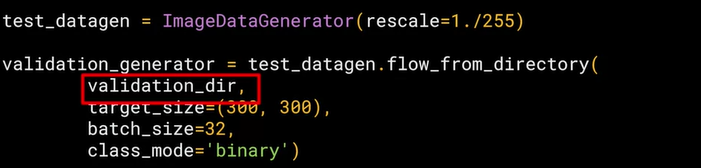 test_datagen = ImageDataGenerator(rescale=1./255)
validation_generator = test_datagen.flow_from_directory(
validation_dir,
target_size=(300, 300),
batch_size=32,
class_mode='binary')